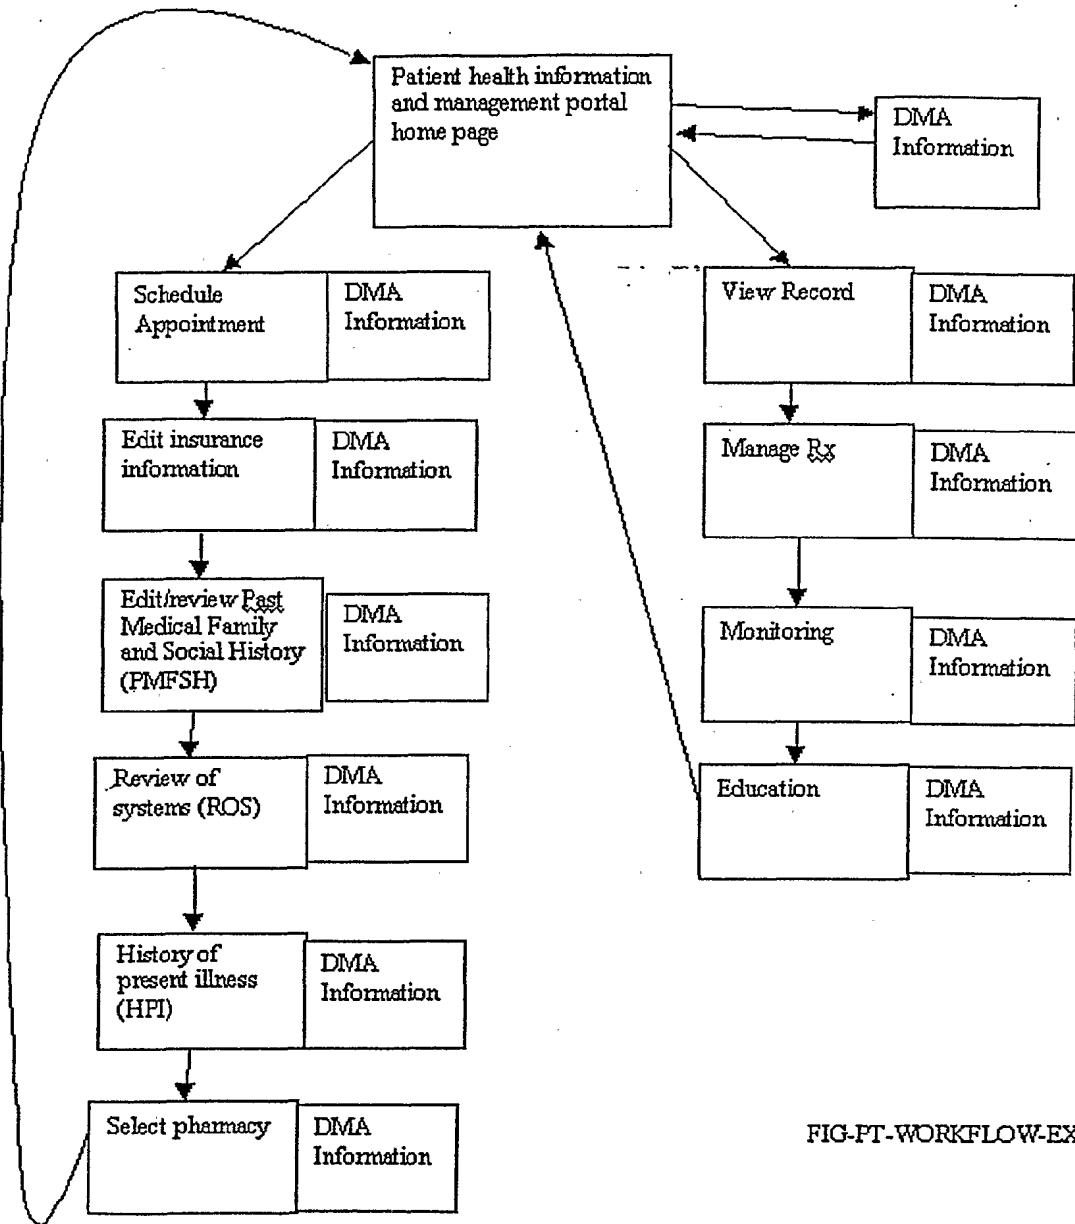 Patient health information
and management portal
home page
DMA
Information
Schedule
Appointment
DMA
Information
View Record
DMA
Information
Edit insurance
information
DMA
Information
Manage Rx
DMA
Information
Edit/review Past
Medical Family
and Social History
(PMFSH)
DMA
Information
Monitoring
DMA
Information
Review of
systems (ROS)
DMA
Information
Education
DMA
Information
History of
present illness
(HPI)
DMA
Information
Select pharmacy
DMA
Information
FIG-PT-WORKFLOW-EX